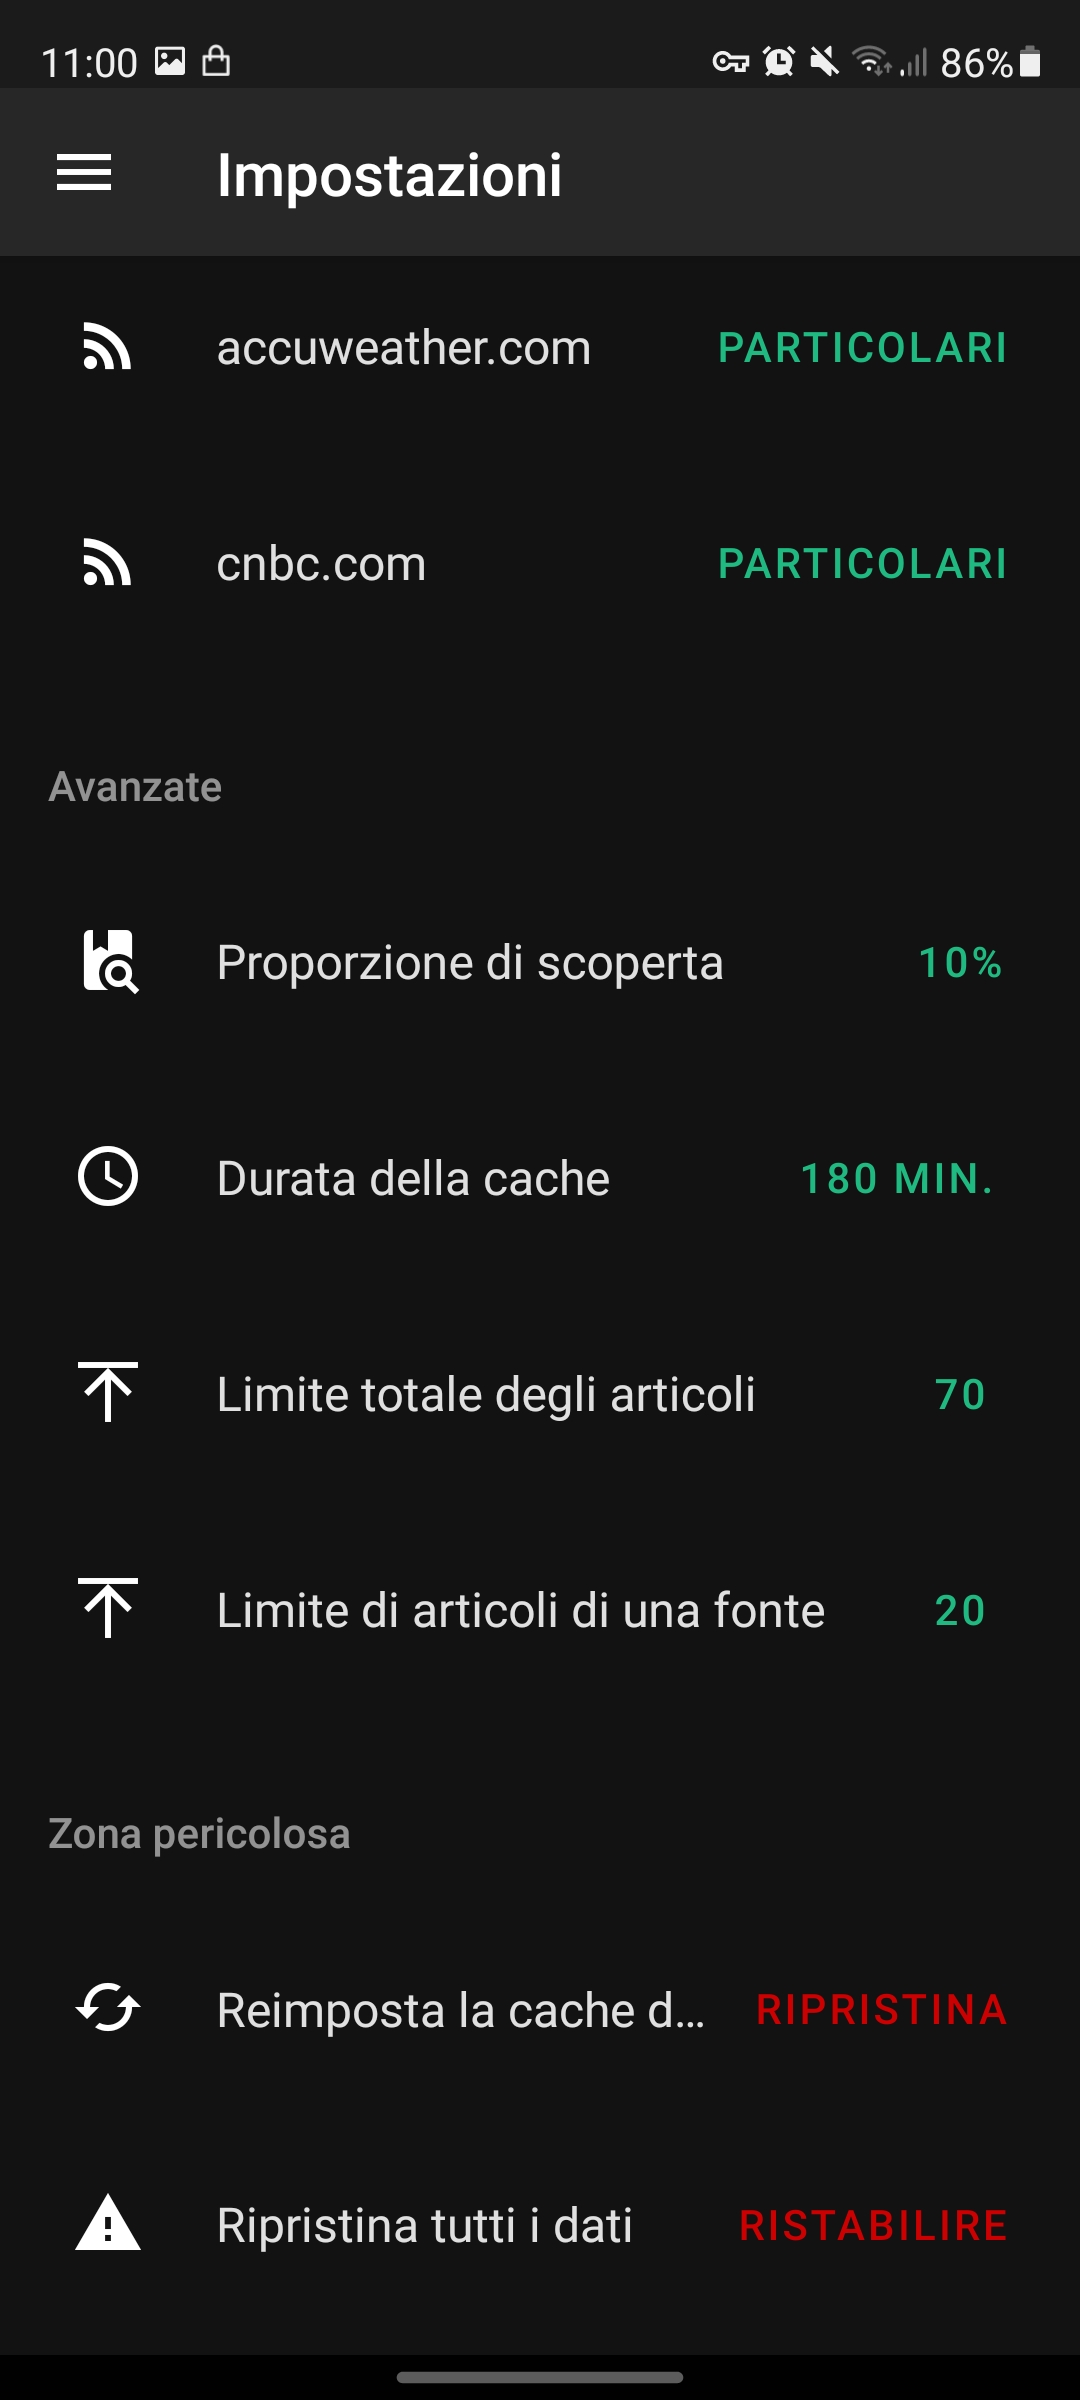 11:00
86%
Impostazioni
accuweather.com PARTICOLARI
cnbc.com PARTICOLARI
Avanzate
Proporzione di scoperta 10%
Durata della cache 180 MIN.
Limite totale degli articoli 70
Limite di articoli di una fonte 20
Zona pericolosa
Reimposta la cache d… RIPRISTINA
Ripristina tutti i dati RISTABILIRE